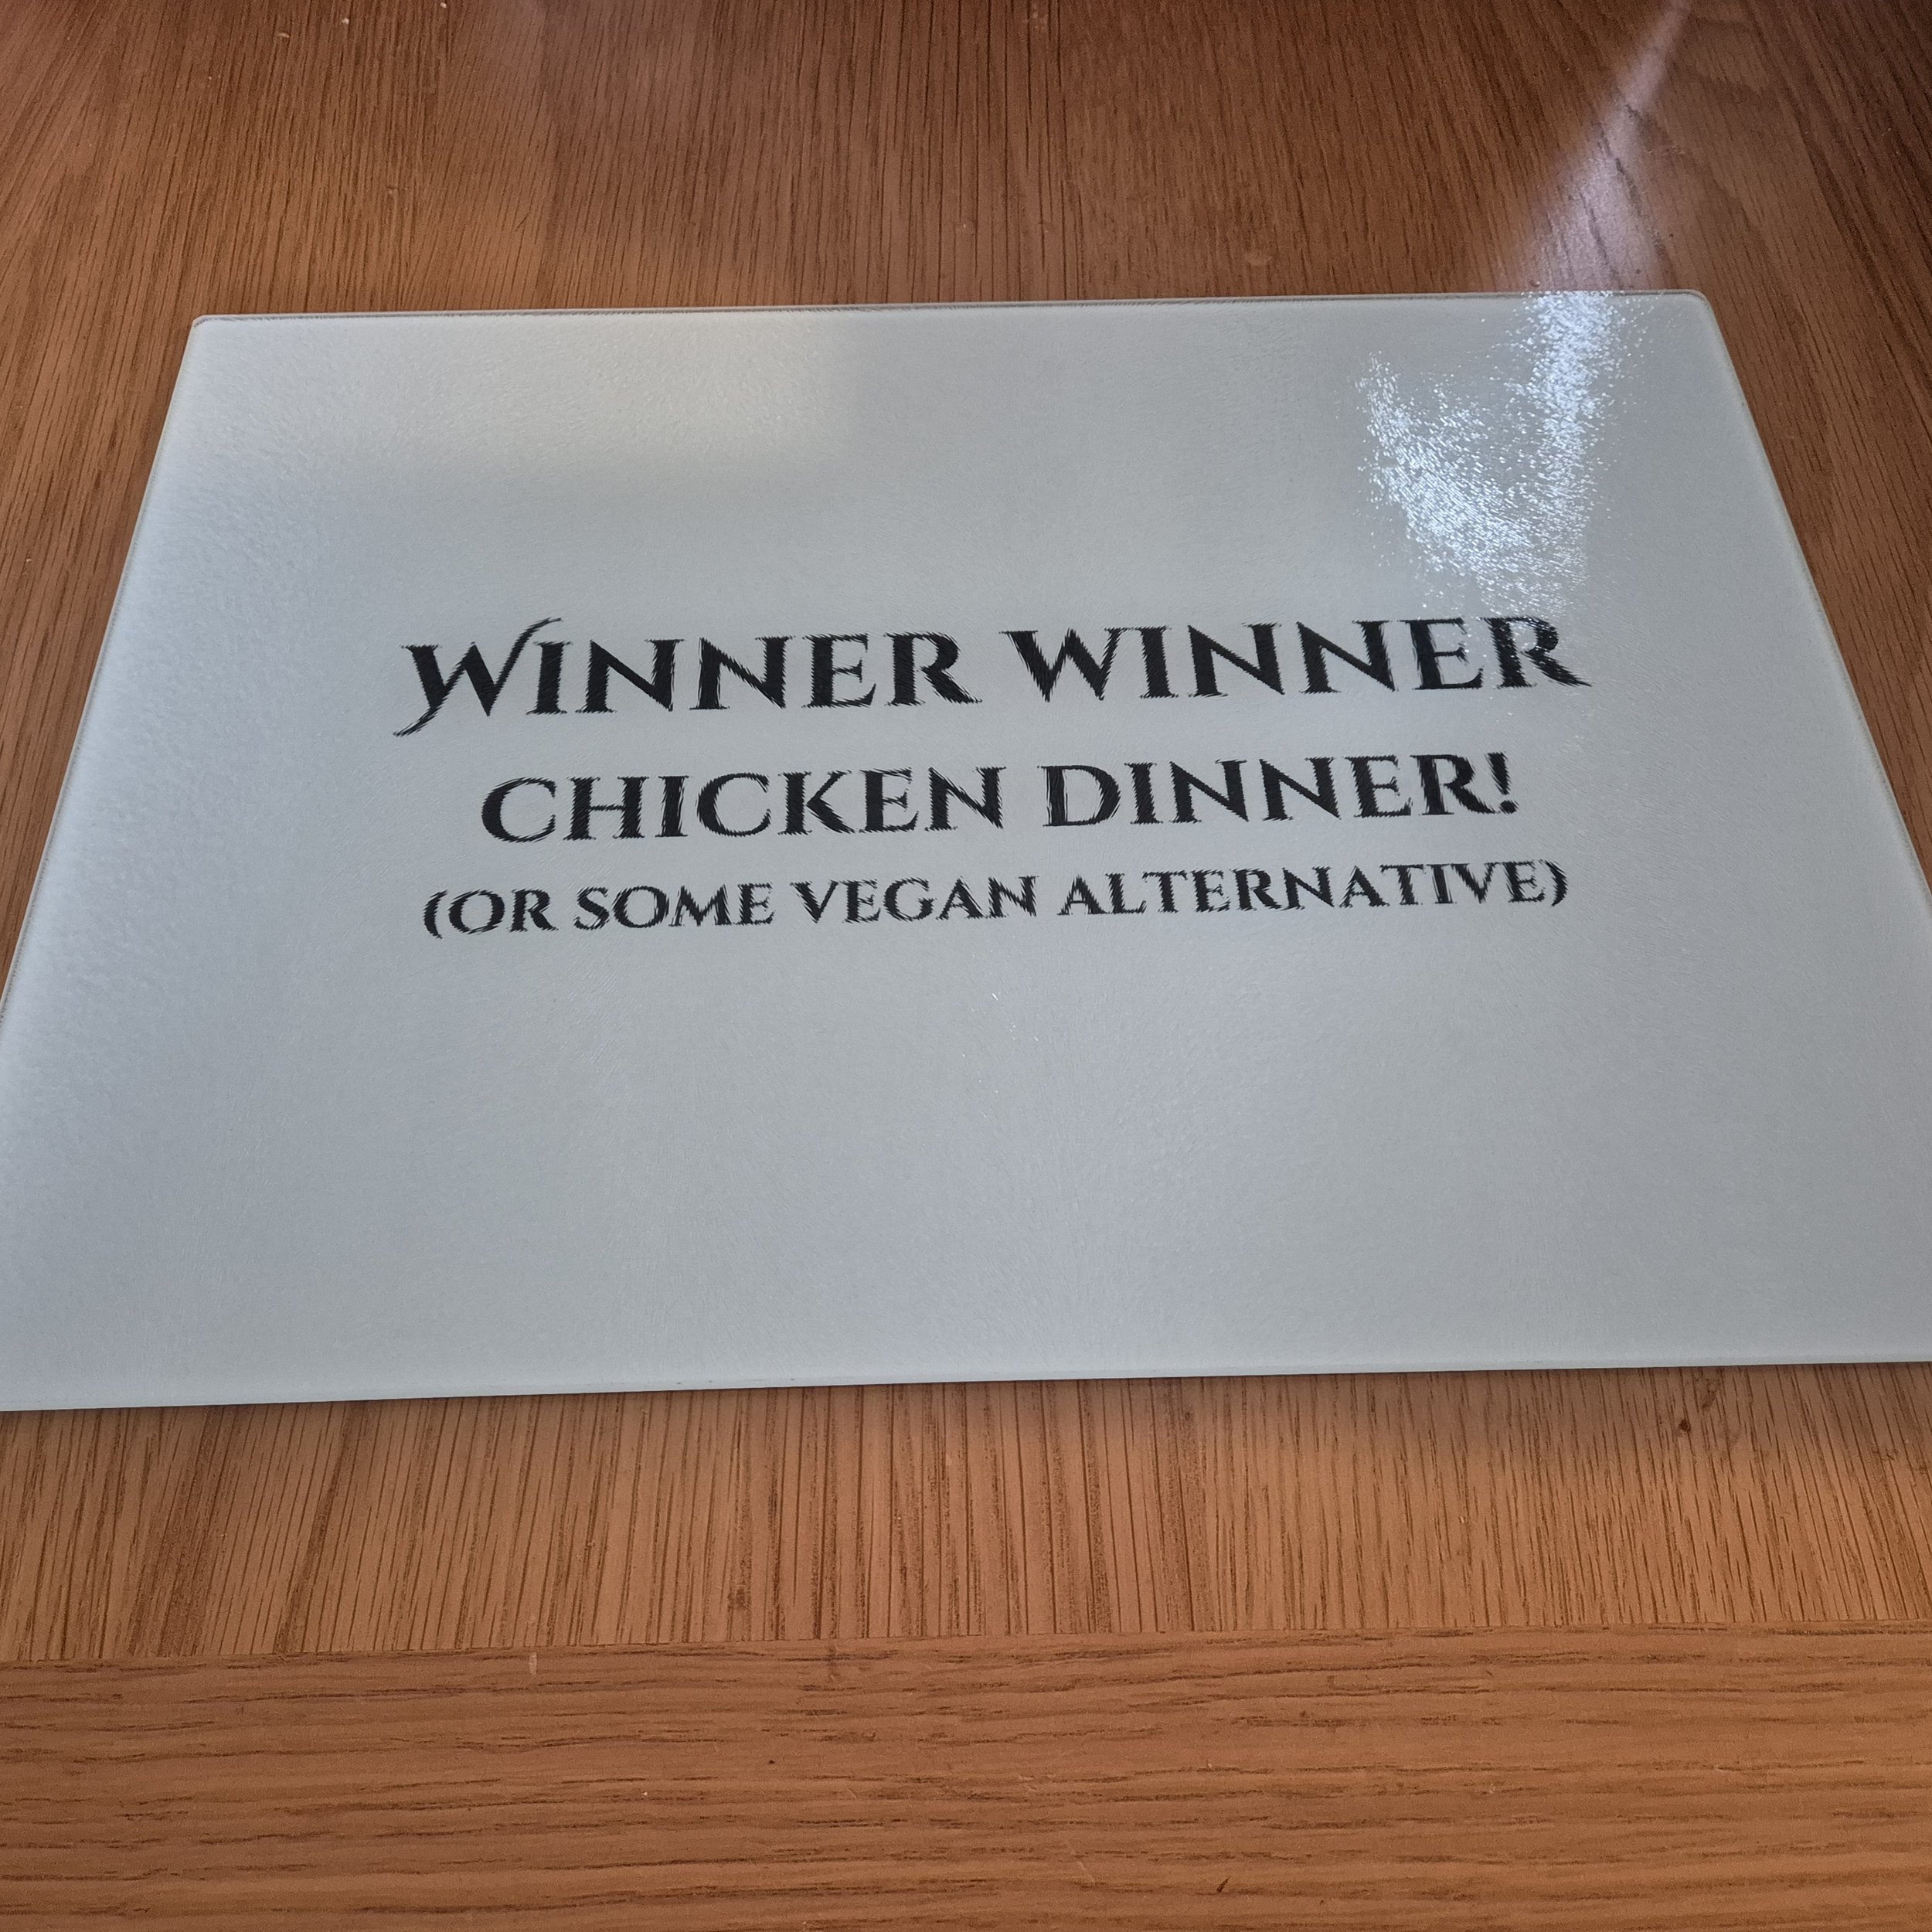 WINNER WINNER
CHICKEN DINNER!
(OR SOME VEGAN ALTERNATIVE)